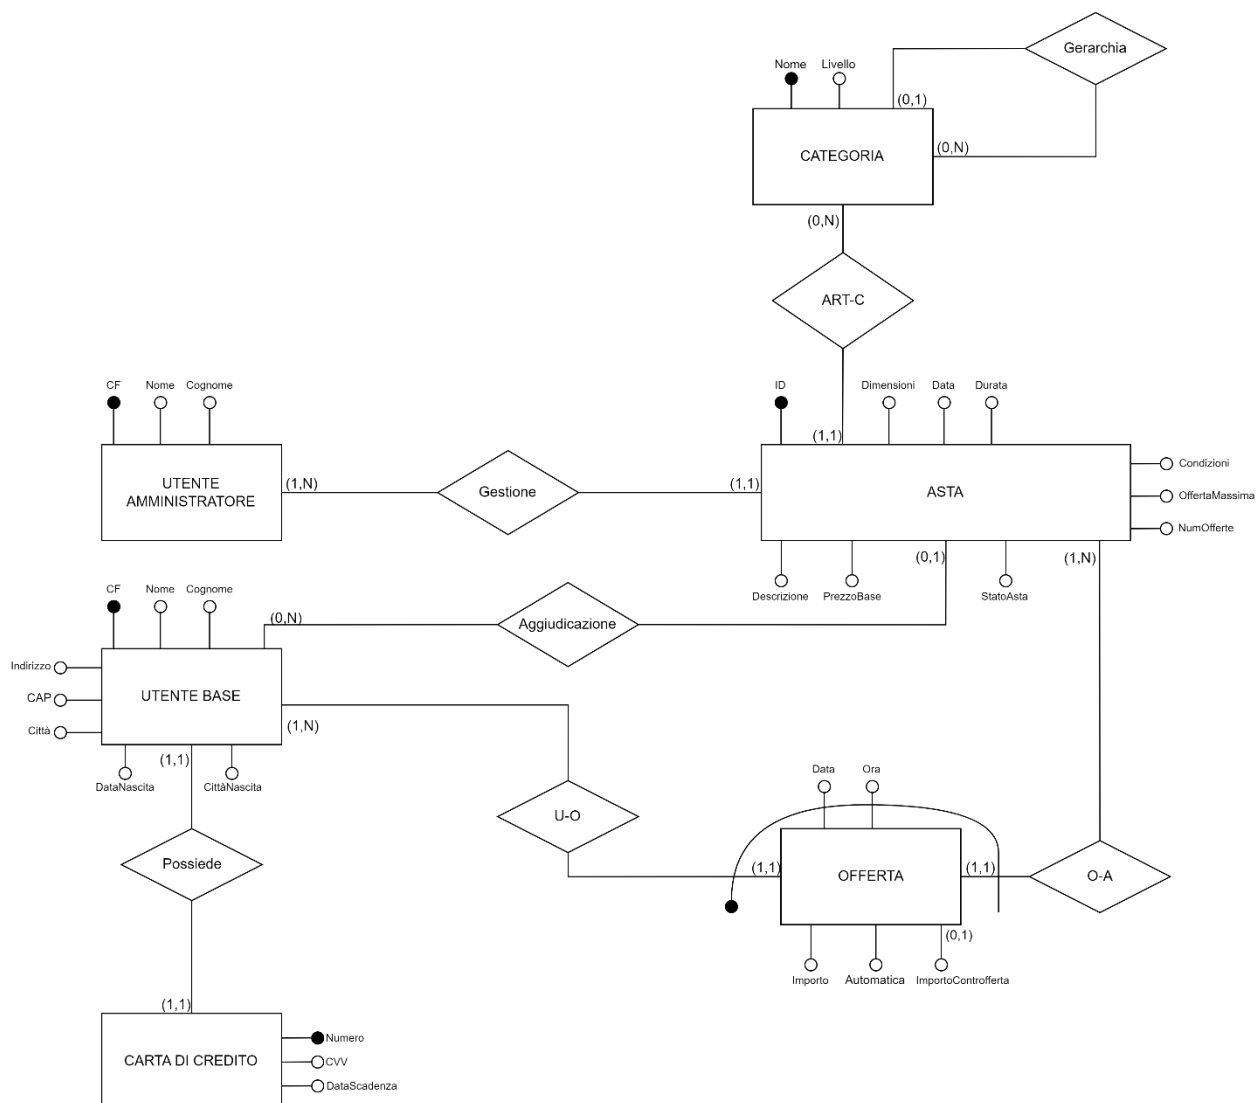 Gerarchia
Nome
Livello
(0,1)
CATEGORIA
(0,N)
(0,N)
ART-C
CF
Nome
Cognome
ID
Dimensioni
Data
Durata
(1,1)
UTENTE
AMMINISTRATORE
(1,N)
Gestione
(1,1)
ASTA
Condizioni
OffertaMassima
NumOfferte
(0,1)
(1,N)
Descrizione
PrezzoBase
StatoAsta
CF
Nome
Cognome
(0,N)
Aggiudicazione
Indirizzo
CAP
Città
UTENTE BASE
(1,N)
(1,1)
DataNascita
CittàNascita
Data
Ora
U-O
Possiede
(1,1)
OFFERTA
(1,1)
O-A
(0,1)
Importo
Automatica
ImportoControfferta
(1,1)
CARTA DI CREDITO
Numero
CVV
DataScadenza